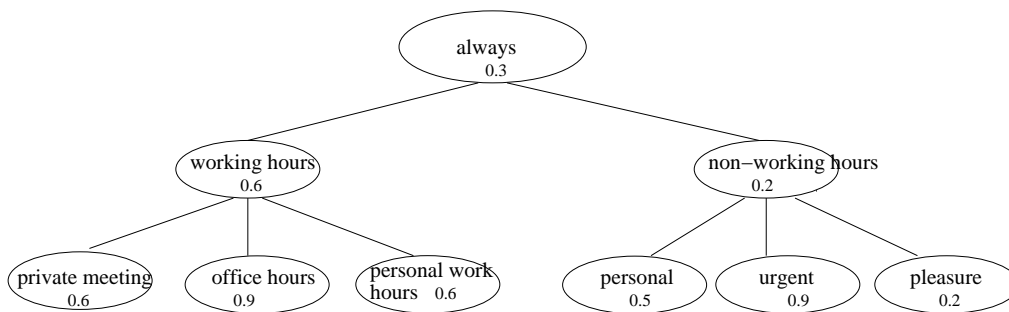 always
0.3
working hours
0.6
non−working hours
0.2
private meeting
0.6
office hours
0.9
personal work
hours 0.6
personal
0.5
urgent
0.9
pleasure
0.2